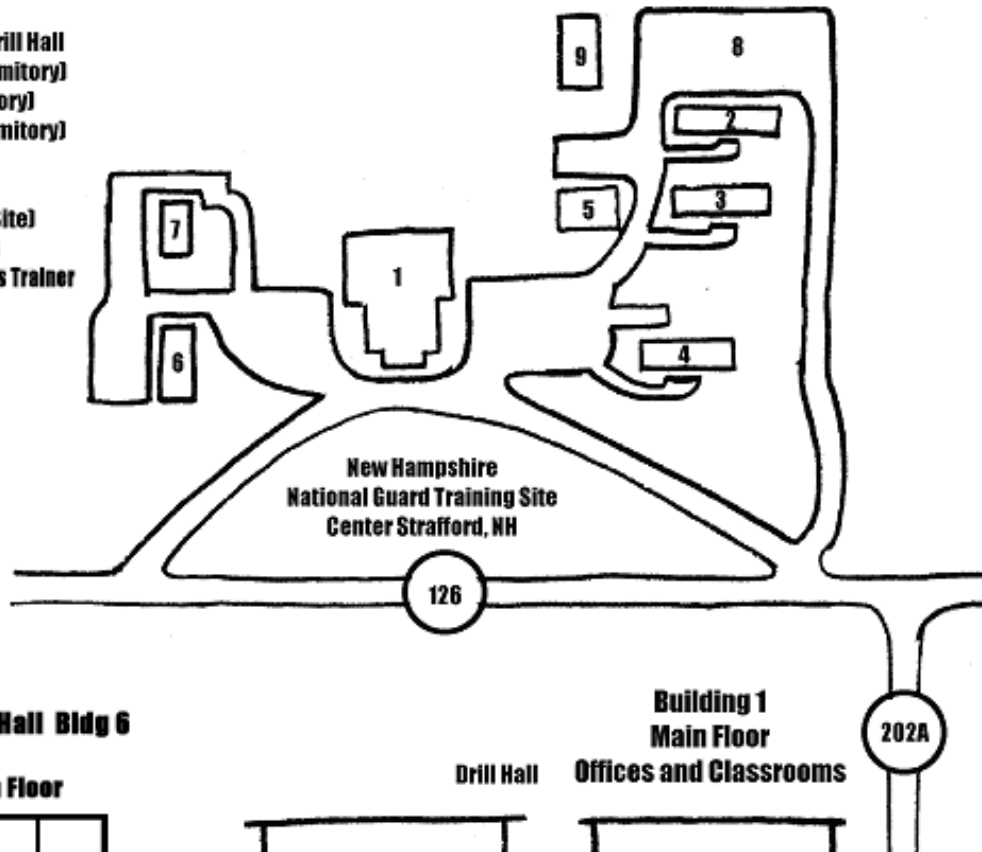 rill Hall
mitory)
ory)
mitory)
ite)
s Trainer
9
8
2
3
5
7
1
6
4
New Hampshire
National Guard Training Site
Center Strafford, NH
126
202A
Hall Bldg 6
Floor
Building 1
Main Floor
Offices and Classrooms
Drill Hall